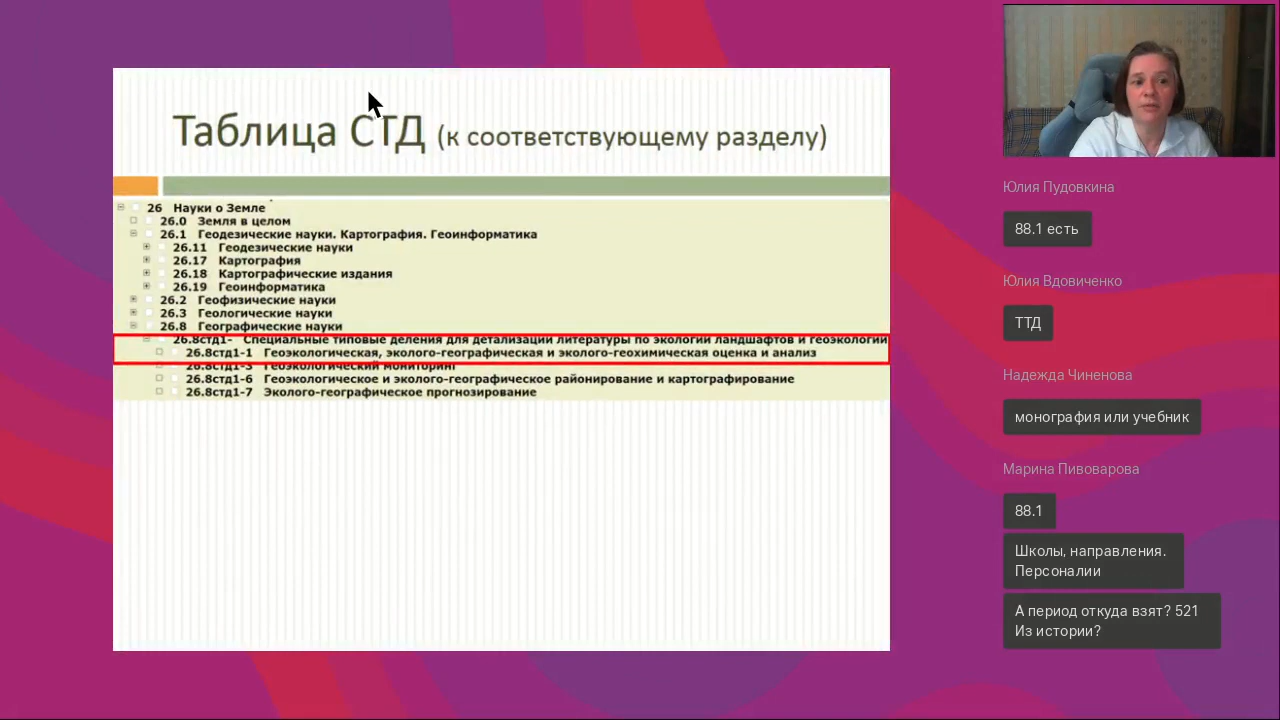 Таблица СТД (к соответствующему разделу)
26 Науки о Земле
26.0 Земля в целом
26.1 Геодезические науки. Картография. Геоинформатика
26.11 Геодезические науки
26.17 Картография
26.18 Картографические издания
26.19 Геоинформатика
26.2 Геофизические науки
26.3 Геологические науки
26.8 Географические науки
26.8стд1- Специальные типовые деления для детализации литературы по экологии ландшафтов и геоэкологии
26.8стд1-1 Геоэкологическая, эколого-географическая и эколого-геохимическая оценка и анализ
26.8стд1-3 Геоэкологический мониторинг
26.8стд1-6 Геоэкологическое и эколого-географическое районирование и картографирование
26.8стд1-7 Эколого-географическое прогнозирование
Юлия Пудовкина
88.1 есть
Юлия Вдовиченко
ТТД
Надежда Чиненова
монография или учебник
Марина Пивоварова
88.1
Школы, направления.
Персоналии
А период откуда взят? 521
Из истории?